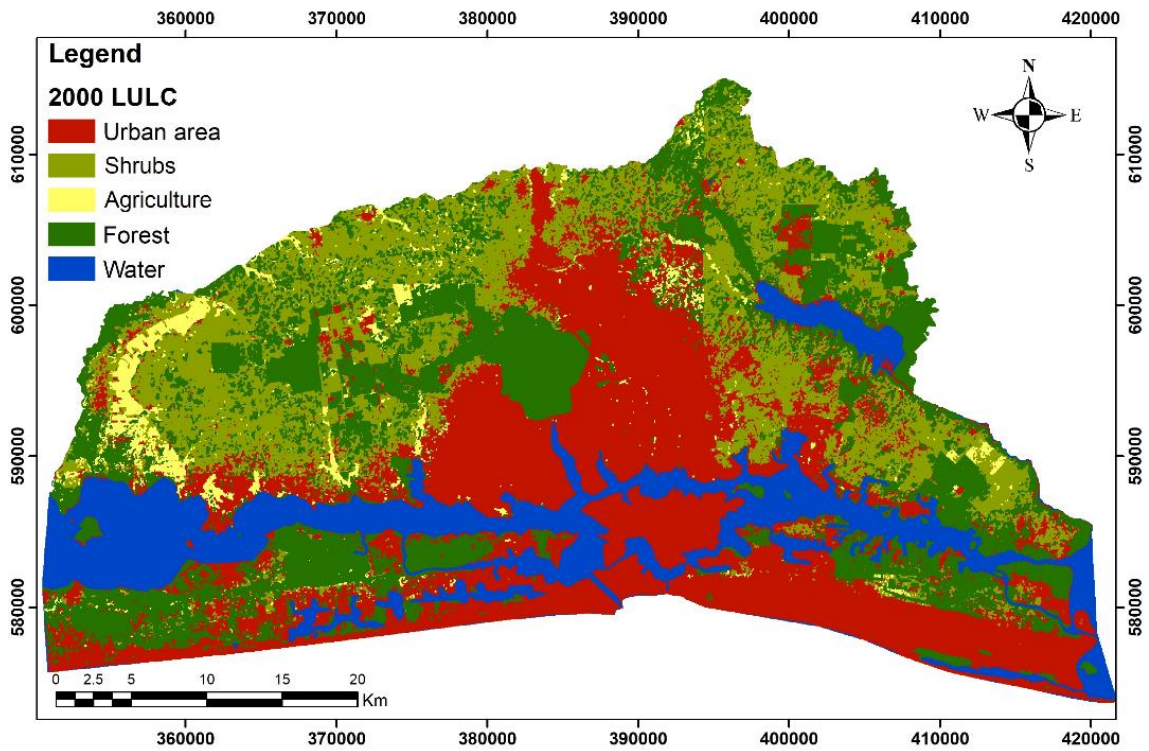 360000 370000 380000 390000 400000 410000 420000
Legend
2000 LULC
Urban area
Shrubs
Agriculture
Forest
Water
N
W E
S
610000 610000
600000 600000
590000 590000
580000 580000
0 2.5 5 10 15 20
Km
360000 370000 380000 390000 400000 410000 420000